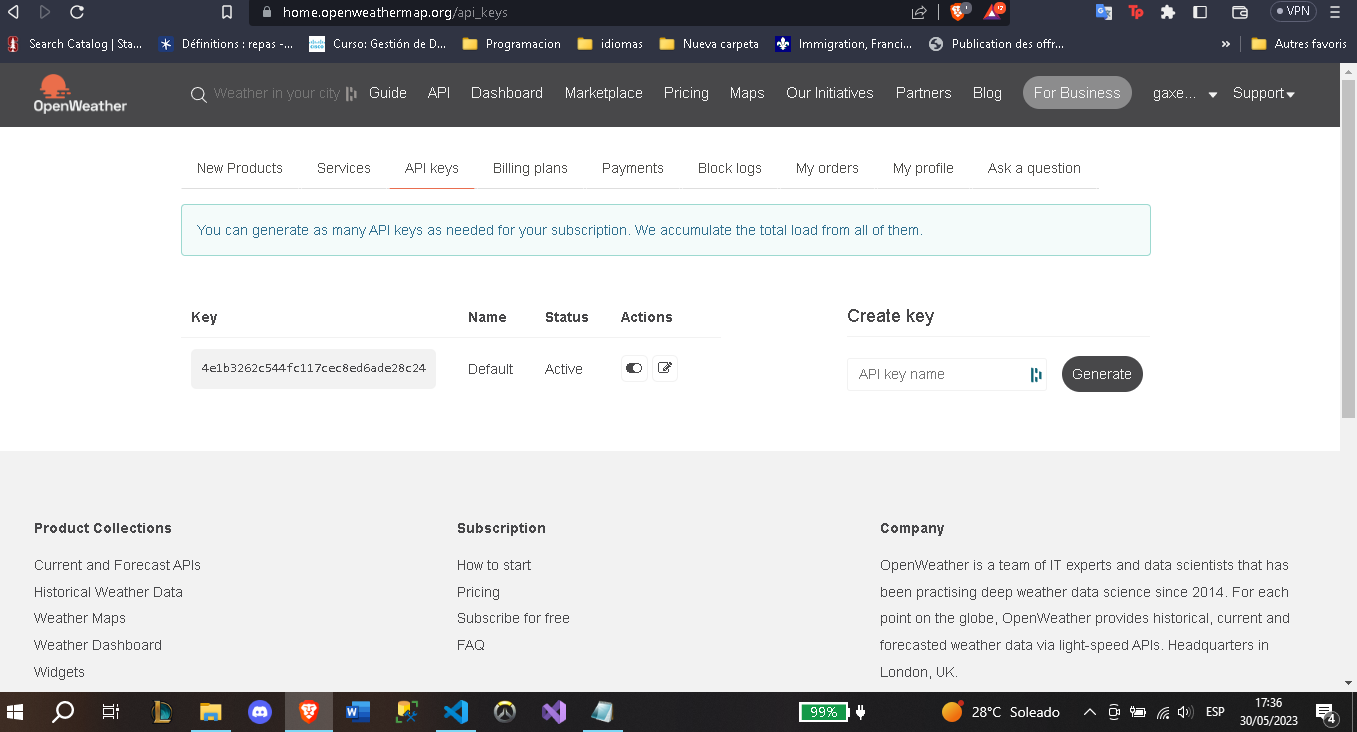 home.openweathermap.org/api_keys
VPN
Search Catalog | Sta...
Définitions : repas -...
Curso: Gestión de D...
Programacion
idiomas
Nueva carpeta
Immigration, Franci...
Publication des offr...
»
Autres favoris
OpenWeather
Weather in your city
Guide
API
Dashboard
Marketplace
Pricing
Maps
Our Initiatives
Partners
Blog
For Business
gaxe...
Support
New Products
Services
API keys
Billing plans
Payments
Block logs
My orders
My profile
Ask a question
You can generate as many API keys as needed for your subscription. We accumulate the total load from all of them.
Key
Name
Status
Actions
4e1b3262c544fc117cec8ed6ade28c24
Default
Active
Create key
API key name
Generate
Product Collections
Current and Forecast APIs
Historical Weather Data
Weather Maps
Weather Dashboard
Widgets
Subscription
How to start
Pricing
Subscribe for free
FAQ
Company
OpenWeather is a team of IT experts and data scientists that has
been practising deep weather data science since 2014. For each
point on the globe, OpenWeather provides historical, current and
forecasted weather data via light-speed APIs. Headquarters in
London, UK.
99%
28°C Soleado
ESP
17:36
30/05/2023
4